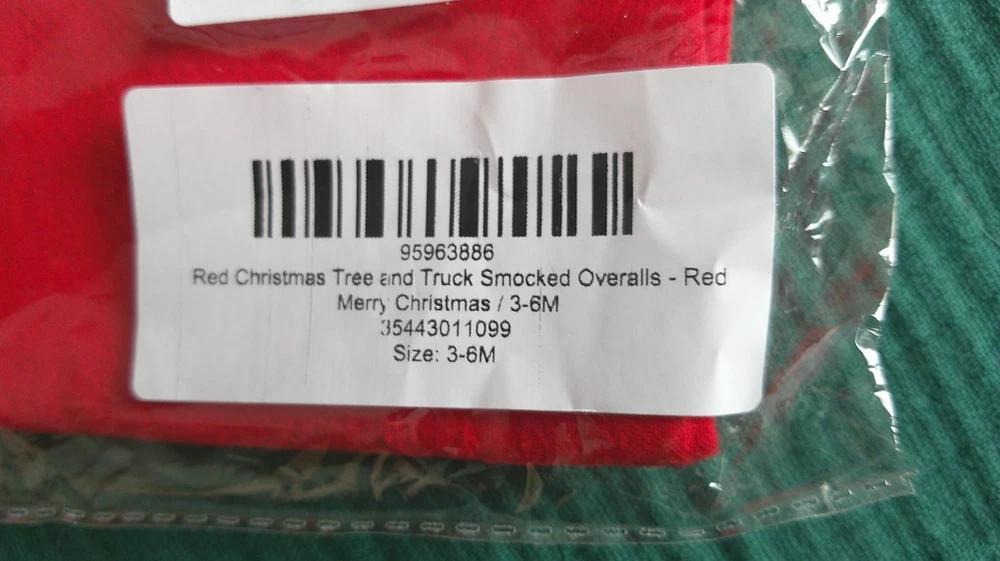 95963886
Red Christmas Tree and Truck Smocked Overalls - Red
Merry Christmas / 3-6M
35443011099
Size: 3-6M